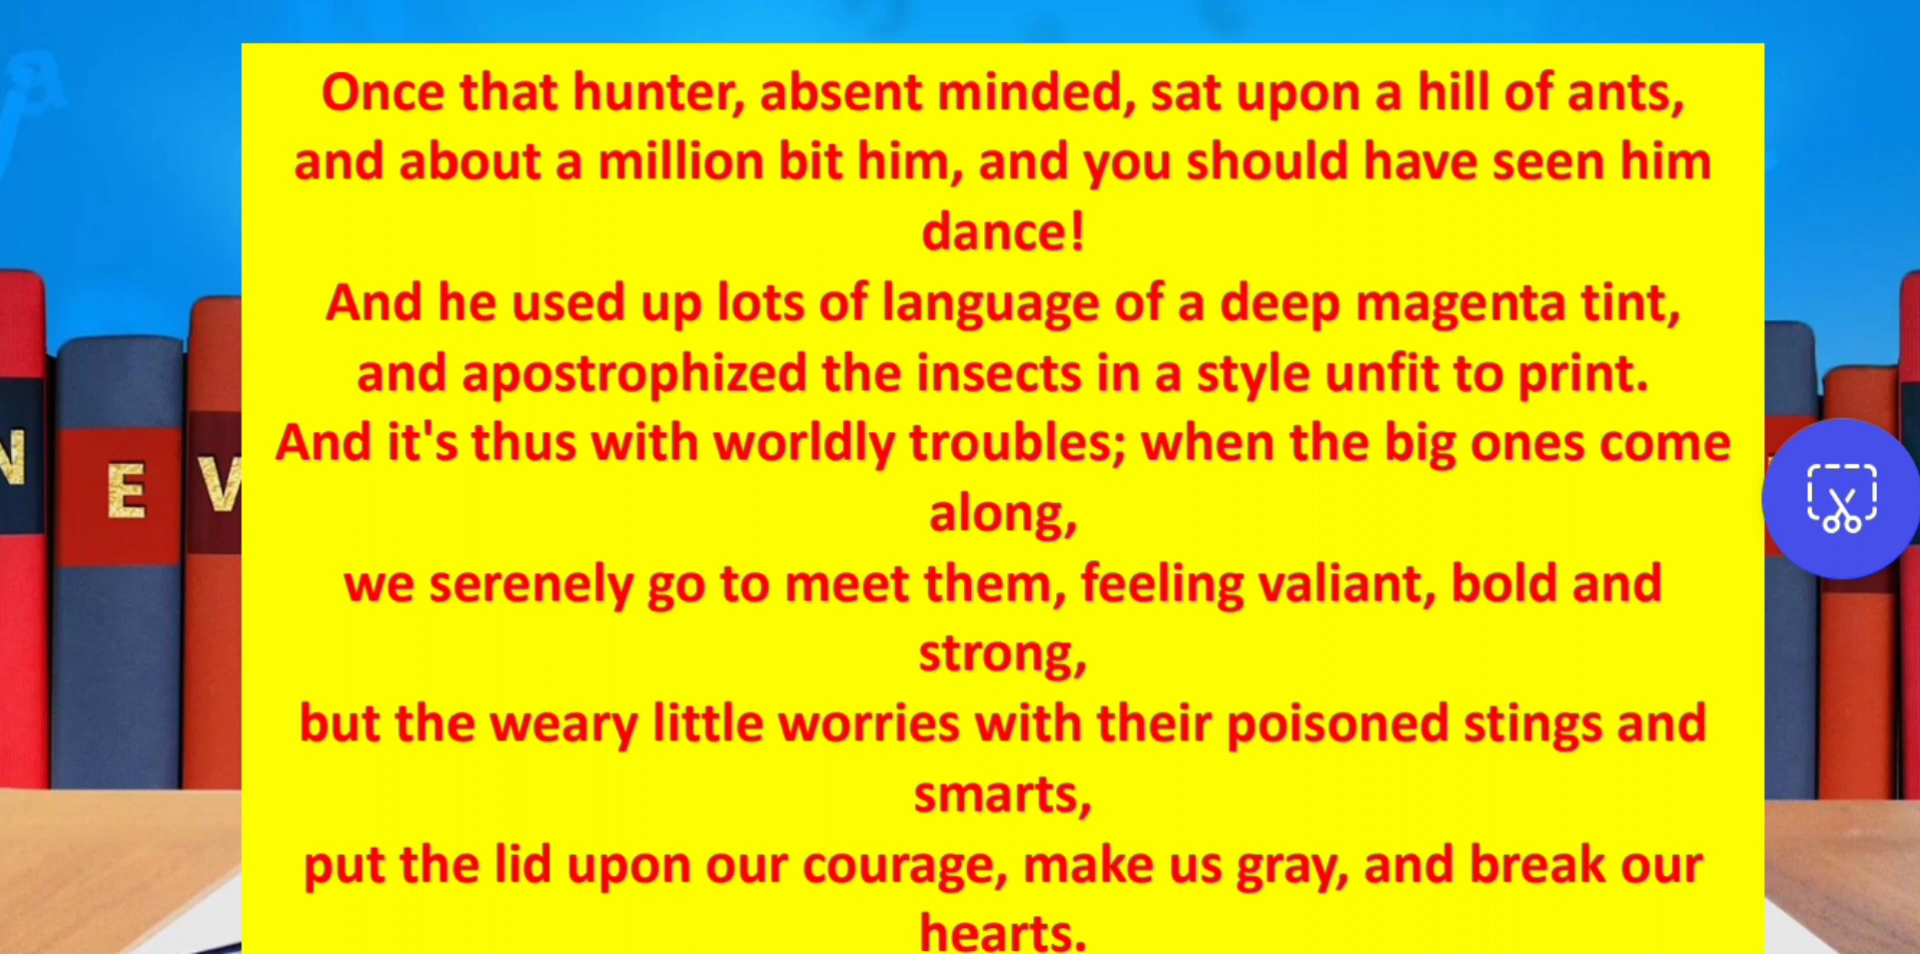 Once that hunter, absent minded, sat upon a hill of ants,
and about a million bit him, and you should have seen him
dance!
And he used up lots of language of a deep magenta tint,
and apostrophized the insects in a style unfit to print.
And it's thus with worldly troubles; when the big ones come
along,
we serenely go to meet them, feeling valiant, bold and
strong,
but the weary little worries with their poisoned stings and
smarts,
put the lid upon our courage, make us gray, and break our
hearts.
N E V